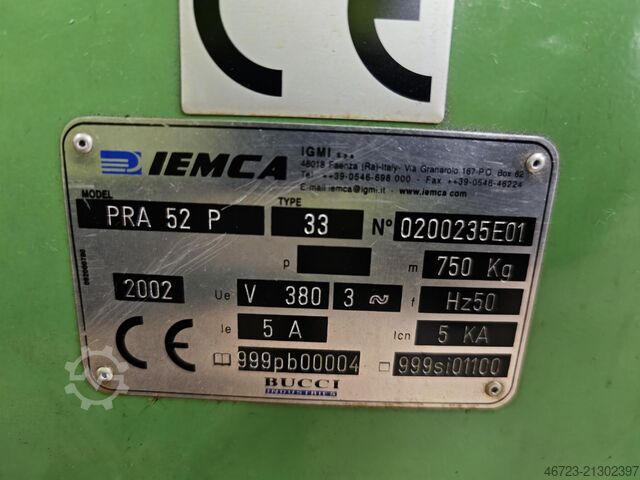 CE
IEMCA
IGMI s.p.a.
48018 Faenza (Ra)-Italy- Via Granarolo 167-P.O. Box 62
Tel. ++39-0546-698 000 - Fax ++39-0546-46224
E-mail iemca@igmi.it - www.iemca.com
MODEL TYPE
PRA 52 P 33 N° 0200235E01
p m 750 Kg
2002 Ue V 380 3 ~ f Hz50
CE Ie 5 A Icn 5 KA
999pb00004 999si01100
BUCCI
INDUSTRIES
46723-21302397